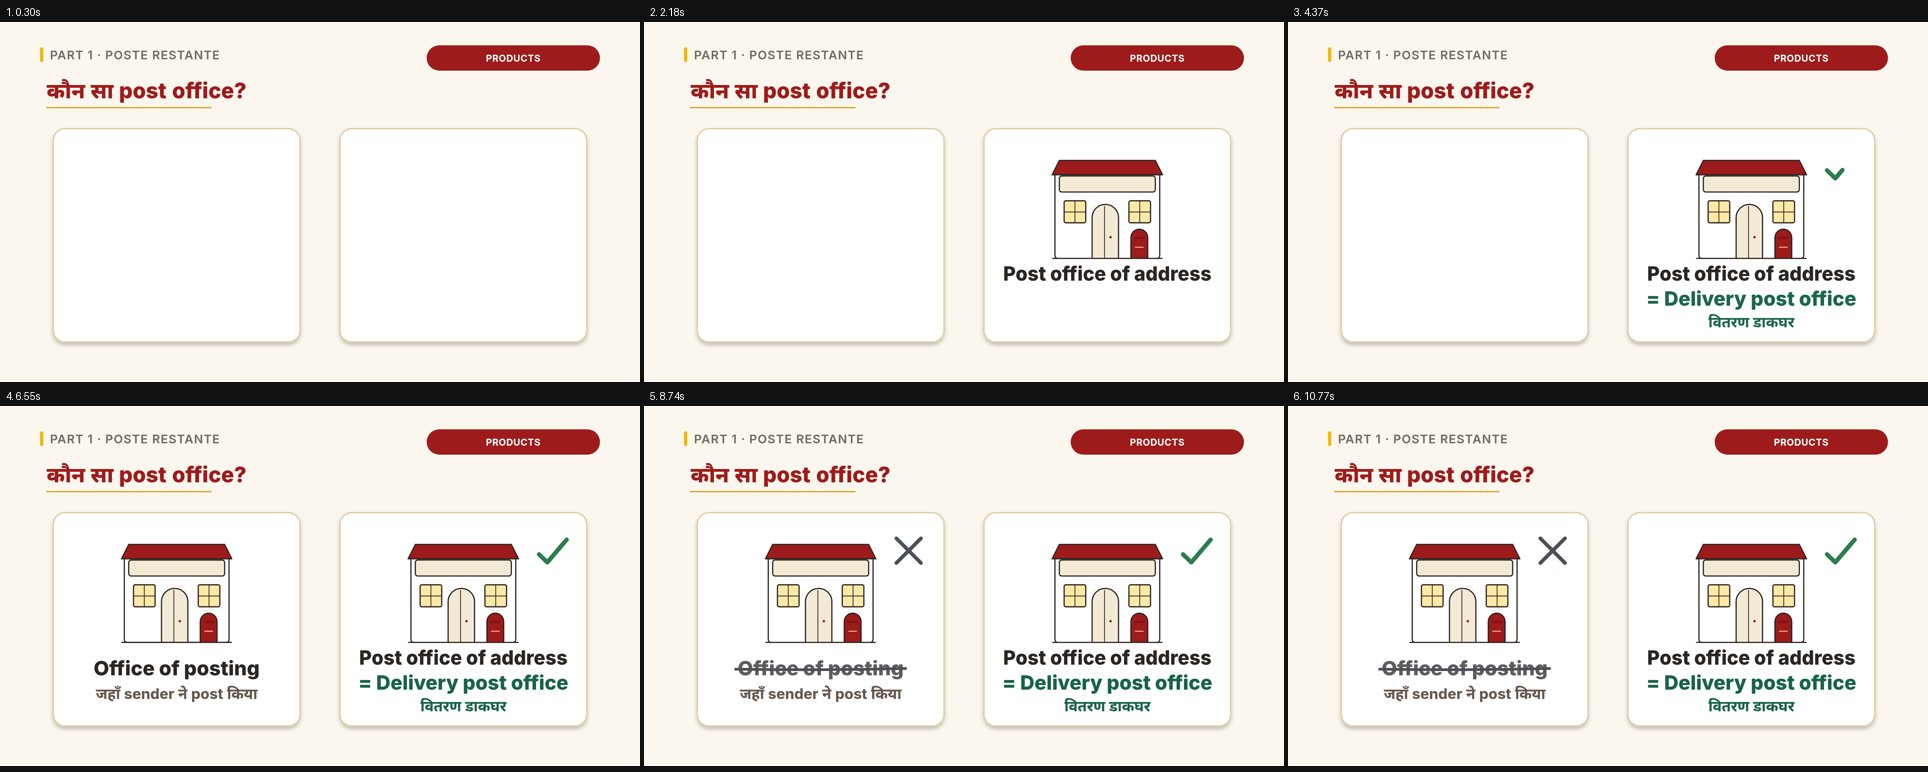 1. 0.30s
PART 1 · POSTE RESTANTE
PRODUCTS
कौन सा post office?
2. 2.18s
PART 1 · POSTE RESTANTE
PRODUCTS
कौन सा post office?
Post office of address
3. 4.37s
PART 1 · POSTE RESTANTE
PRODUCTS
कौन सा post office?
Post office of address
= Delivery post office
वितरण डाकघर
4. 6.55s
PART 1 · POSTE RESTANTE
PRODUCTS
कौन सा post office?
Office of posting
जहाँ sender ने post किया
Post office of address
= Delivery post office
वितरण डाकघर
5. 8.74s
PART 1 · POSTE RESTANTE
PRODUCTS
कौन सा post office?
Office of posting
जहाँ sender ने post किया
Post office of address
= Delivery post office
वितरण डाकघर
6. 10.77s
PART 1 · POSTE RESTANTE
PRODUCTS
कौन सा post office?
Office of posting
जहाँ sender ने post किया
Post office of address
= Delivery post office
वितरण डाकघर